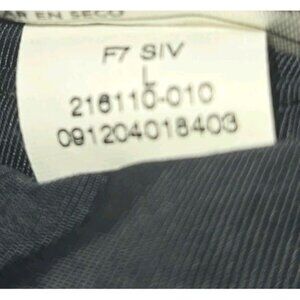 AR EN SECO
F7 S/V
L
216110-010
091204018403